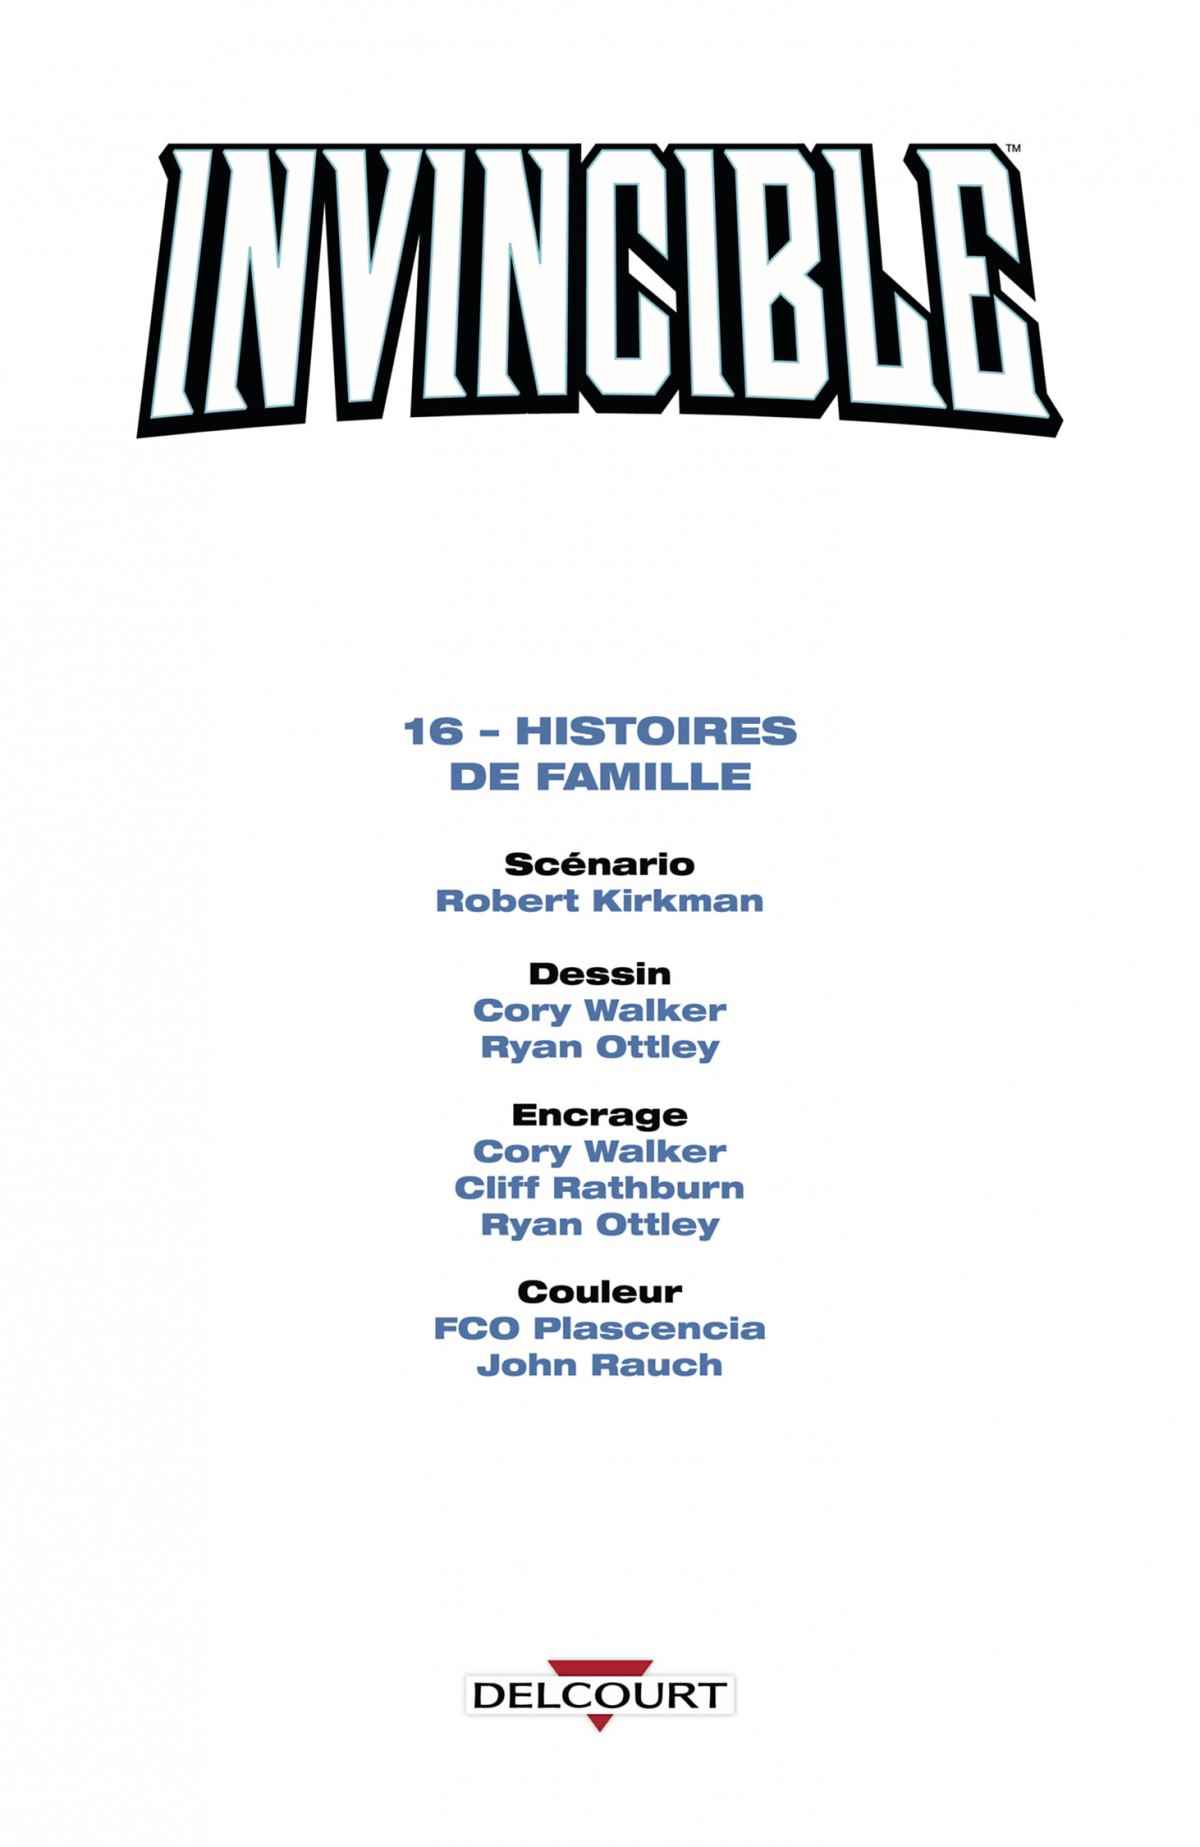 INVINCIBLE™
16 – HISTOIRES
DE FAMILLE
Scénario
Robert Kirkman
Dessin
Cory Walker
Ryan Ottley
Encrage
Cory Walker
Cliff Rathburn
Ryan Ottley
Couleur
FCO Plascencia
John Rauch
DELCOURT